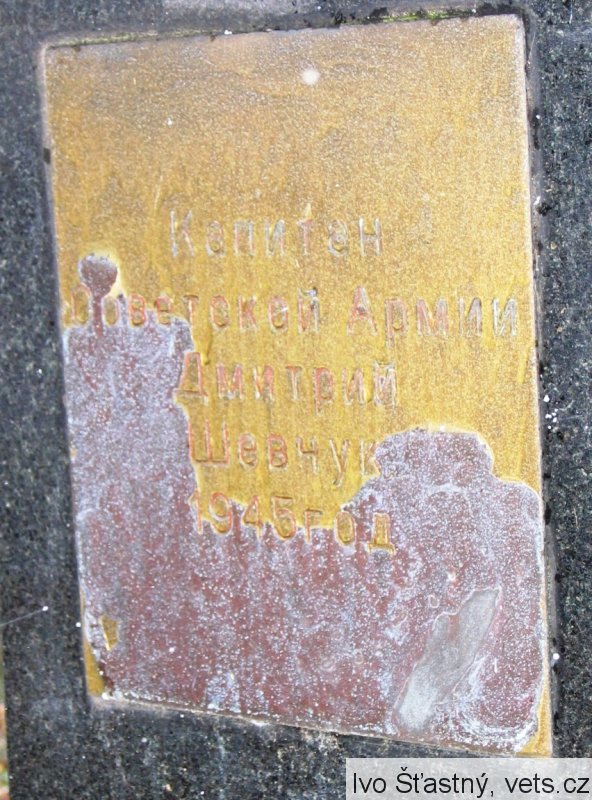 Капитан
Советской Армии
Дмитрий
Шевчук
1945 год
Ivo Šťastný, vets.cz